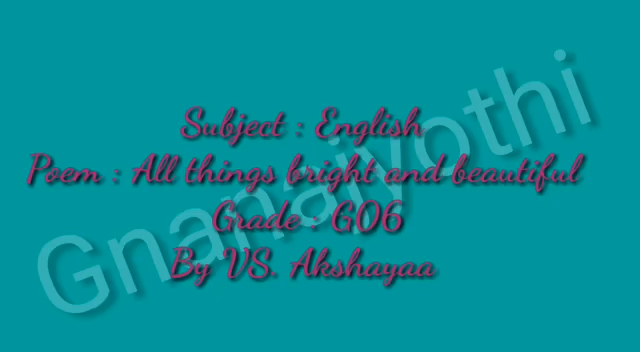 Subject : English
Poem : All things bright and beautiful
Grade : G06
By VS. Akshayaa
Gnanajyothi